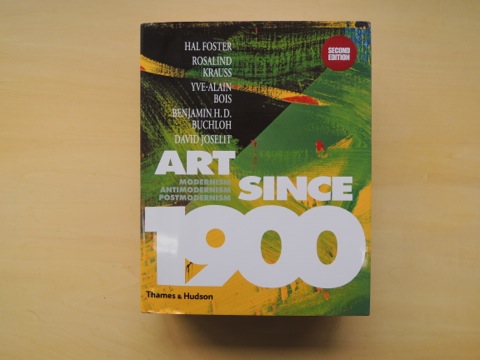 HAL FOSTER
ROSALIND
KRAUSS
YVE-ALAIN
BOIS
BENJAMIN H. D.
BUCHLOH
DAVID JOSELIT
SECOND
EDITION
ART
MODERNISM
ANTIMODERNISM
POSTMODERNISM
SINCE
1900
Thames & Hudson